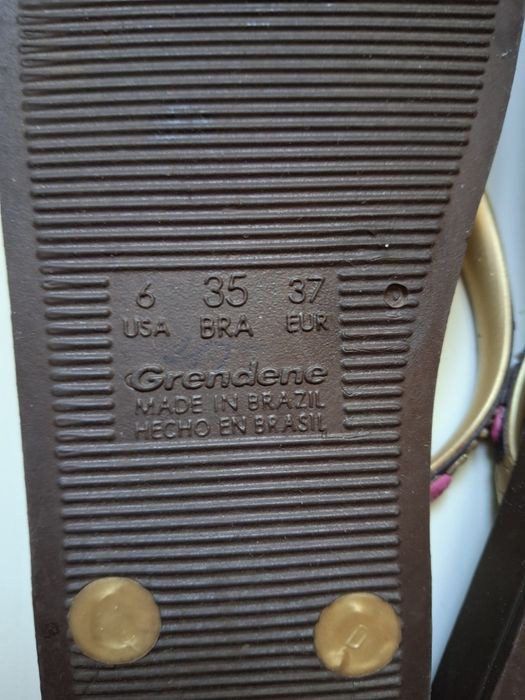 6 35 37
USA BRA EUR
Grendene
MADE IN BRAZIL
HECHO EN BRASIL